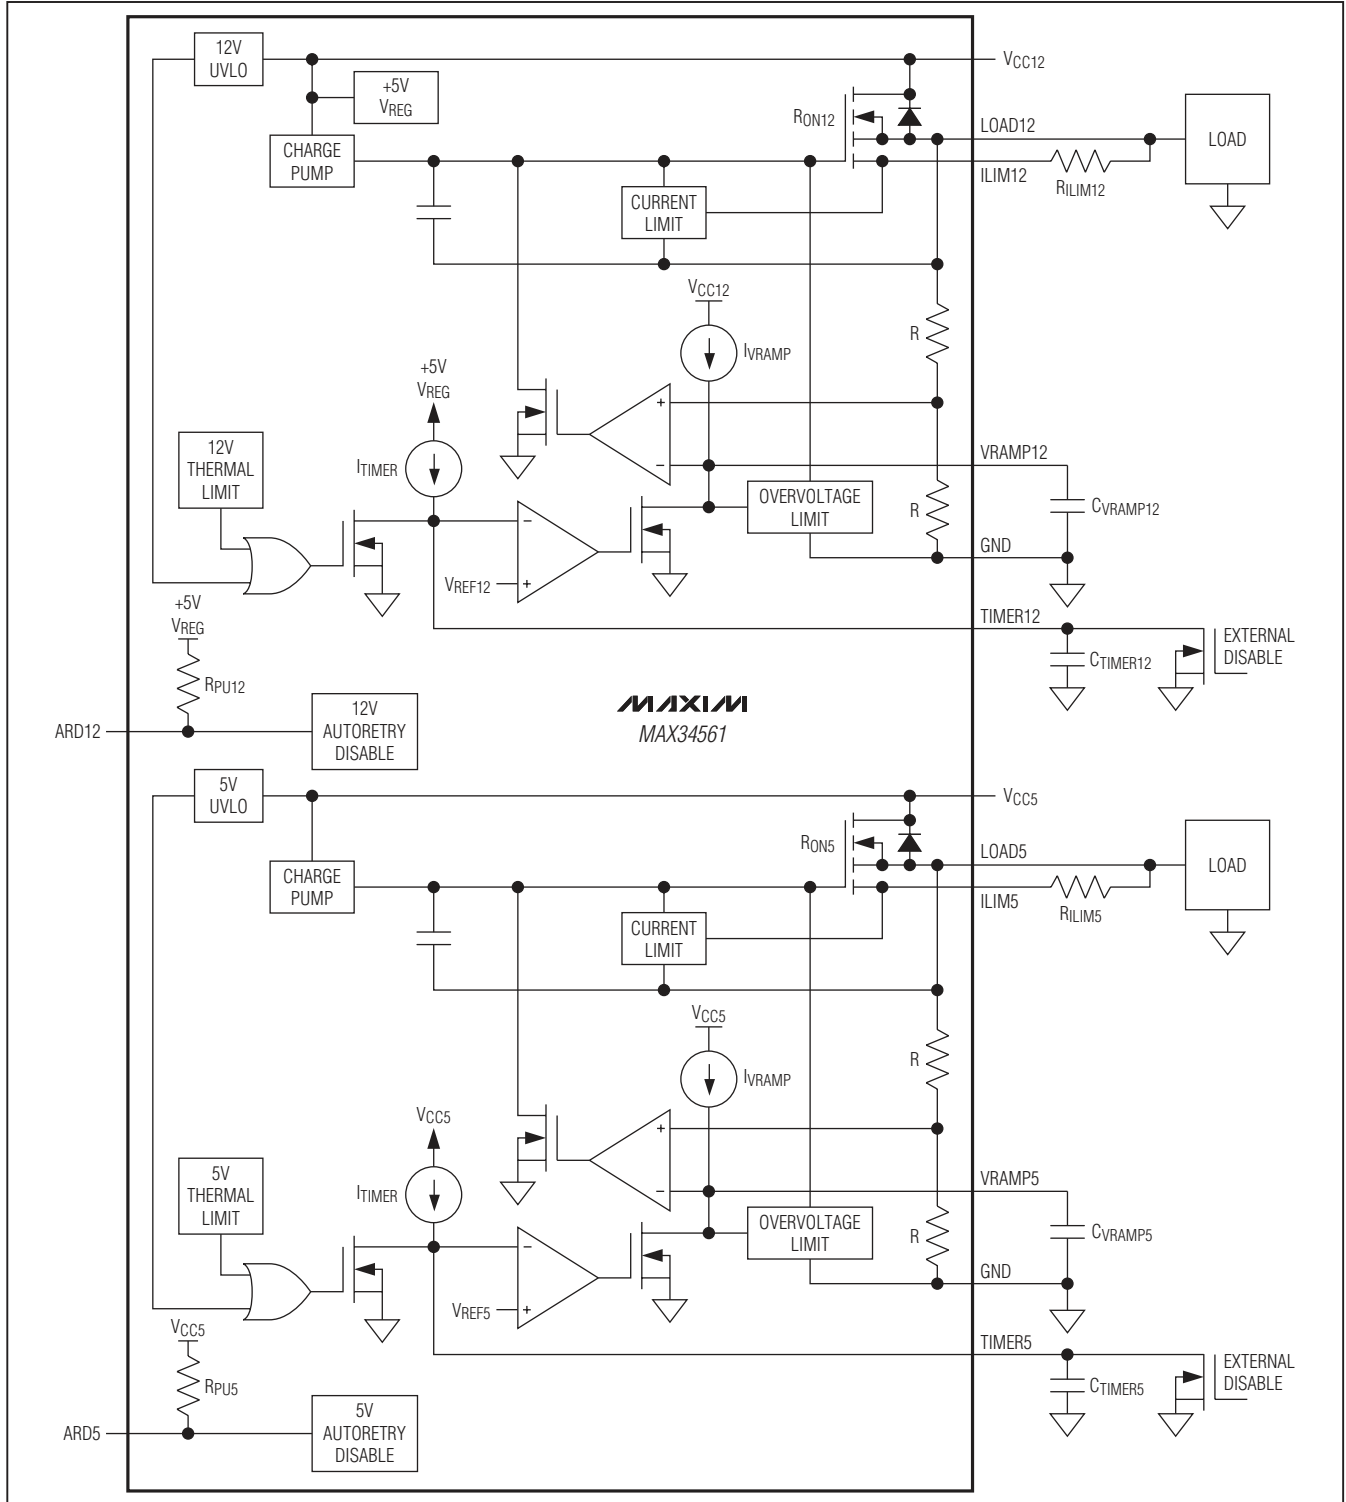 12V
UVLO
VCC12
+5V
VREG
RON12
LOAD12
LOAD
CHARGE
PUMP
ILIM12
RILIM12
CURRENT
LIMIT
VCC12
R
IVRAMP
+5V
VREG
+
12V
THERMAL
LIMIT
ITIMER
VRAMP12
−
OVERVOLTAGE
LIMIT
R
CVRAMP12
−
GND
VREF12
+
+5V
VREG
TIMER12
EXTERNAL
DISABLE
CTIMER12
RPU12
MAXIM
MAX34561
12V
AUTORETRY
DISABLE
ARD12
5V
UVLO
VCC5
RON5
LOAD5
LOAD
CHARGE
PUMP
ILIM5
RILIM5
CURRENT
LIMIT
VCC5
R
IVRAMP
VCC5
+
5V
THERMAL
LIMIT
ITIMER
VRAMP5
−
OVERVOLTAGE
LIMIT
R
CVRAMP5
−
GND
VREF5
+
VCC5
TIMER5
EXTERNAL
DISABLE
CTIMER5
RPU5
5V
AUTORETRY
DISABLE
ARD5